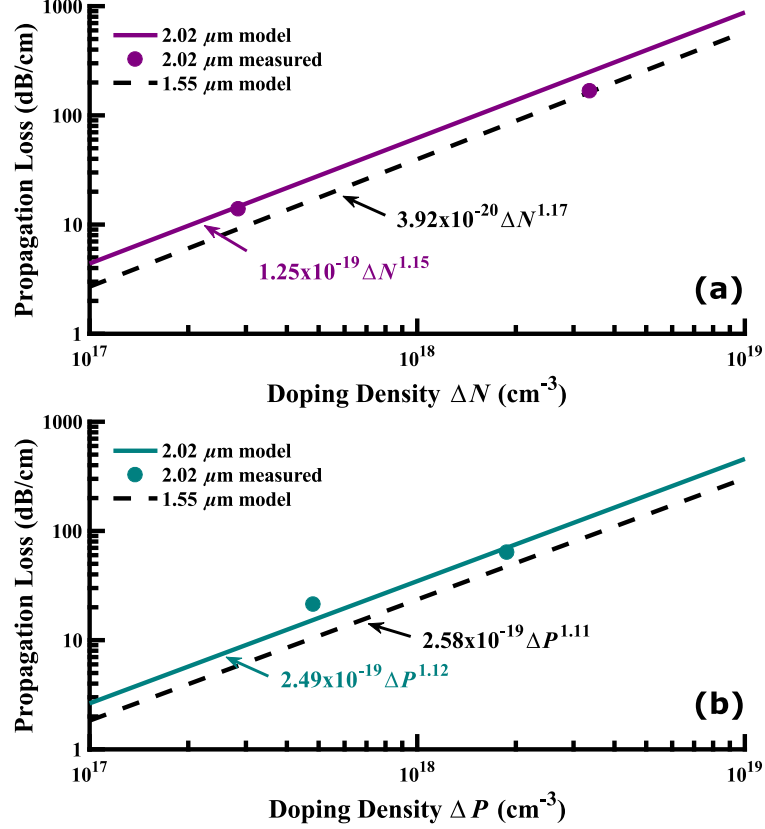 1000
100
10
1
Propagation Loss (dB/cm)
2.02 µm model
2.02 µm measured
1.55 µm model
3.92x10⁻²⁰ΔN¹·¹⁷
1.25x10⁻¹⁹ΔN¹·¹⁵
(a)
10¹⁷ 10¹⁸ 10¹⁹
Doping Density ΔN (cm⁻³)
1000
100
10
1
Propagation Loss (dB/cm)
2.02 µm model
2.02 µm measured
1.55 µm model
2.58x10⁻¹⁹ΔP¹·¹¹
2.49x10⁻¹⁹ΔP¹·¹²
(b)
10¹⁷ 10¹⁸ 10¹⁹
Doping Density ΔP (cm⁻³)